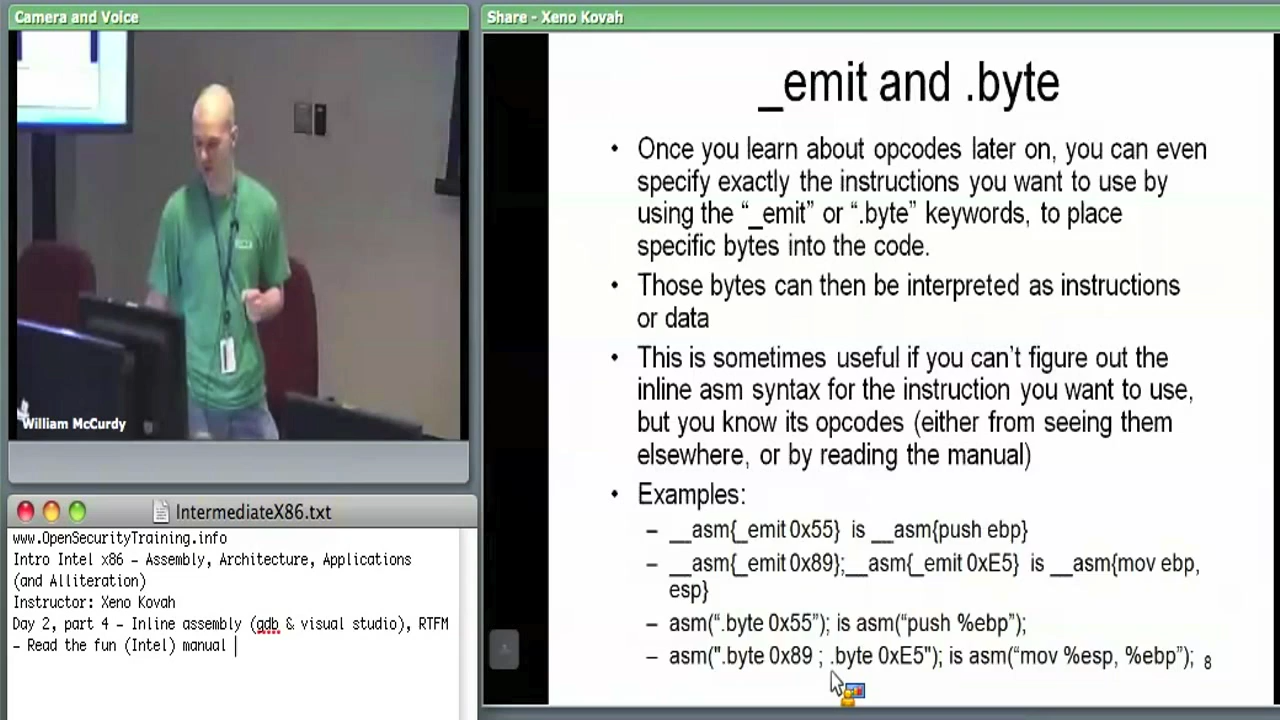 Camera and Voice
William McCurdy
IntermediateX86.txt
www.OpenSecurityTraining.info
Intro Intel x86 – Assembly, Architecture, Applications
(and Alliteration)
Instructor: Xeno Kovah
Day 2, part 4 – Inline assembly (gdb & visual studio), RTFM
– Read the fun (Intel) manual
Share - Xeno Kovah
_emit and .byte
• Once you learn about opcodes later on, you can even
specify exactly the instructions you want to use by
using the “_emit” or “.byte” keywords, to place
specific bytes into the code.
• Those bytes can then be interpreted as instructions
or data
• This is sometimes useful if you can’t figure out the
inline asm syntax for the instruction you want to use,
but you know its opcodes (either from seeing them
elsewhere, or by reading the manual)
• Examples:
– __asm{_emit 0x55} is __asm{push ebp}
– __asm{_emit 0x89};__asm{_emit 0xE5} is __asm{mov ebp,
esp}
– asm(“.byte 0x55”); is asm(“push %ebp”);
– asm(".byte 0x89 ; .byte 0xE5"); is asm(“mov %esp, %ebp”);
8